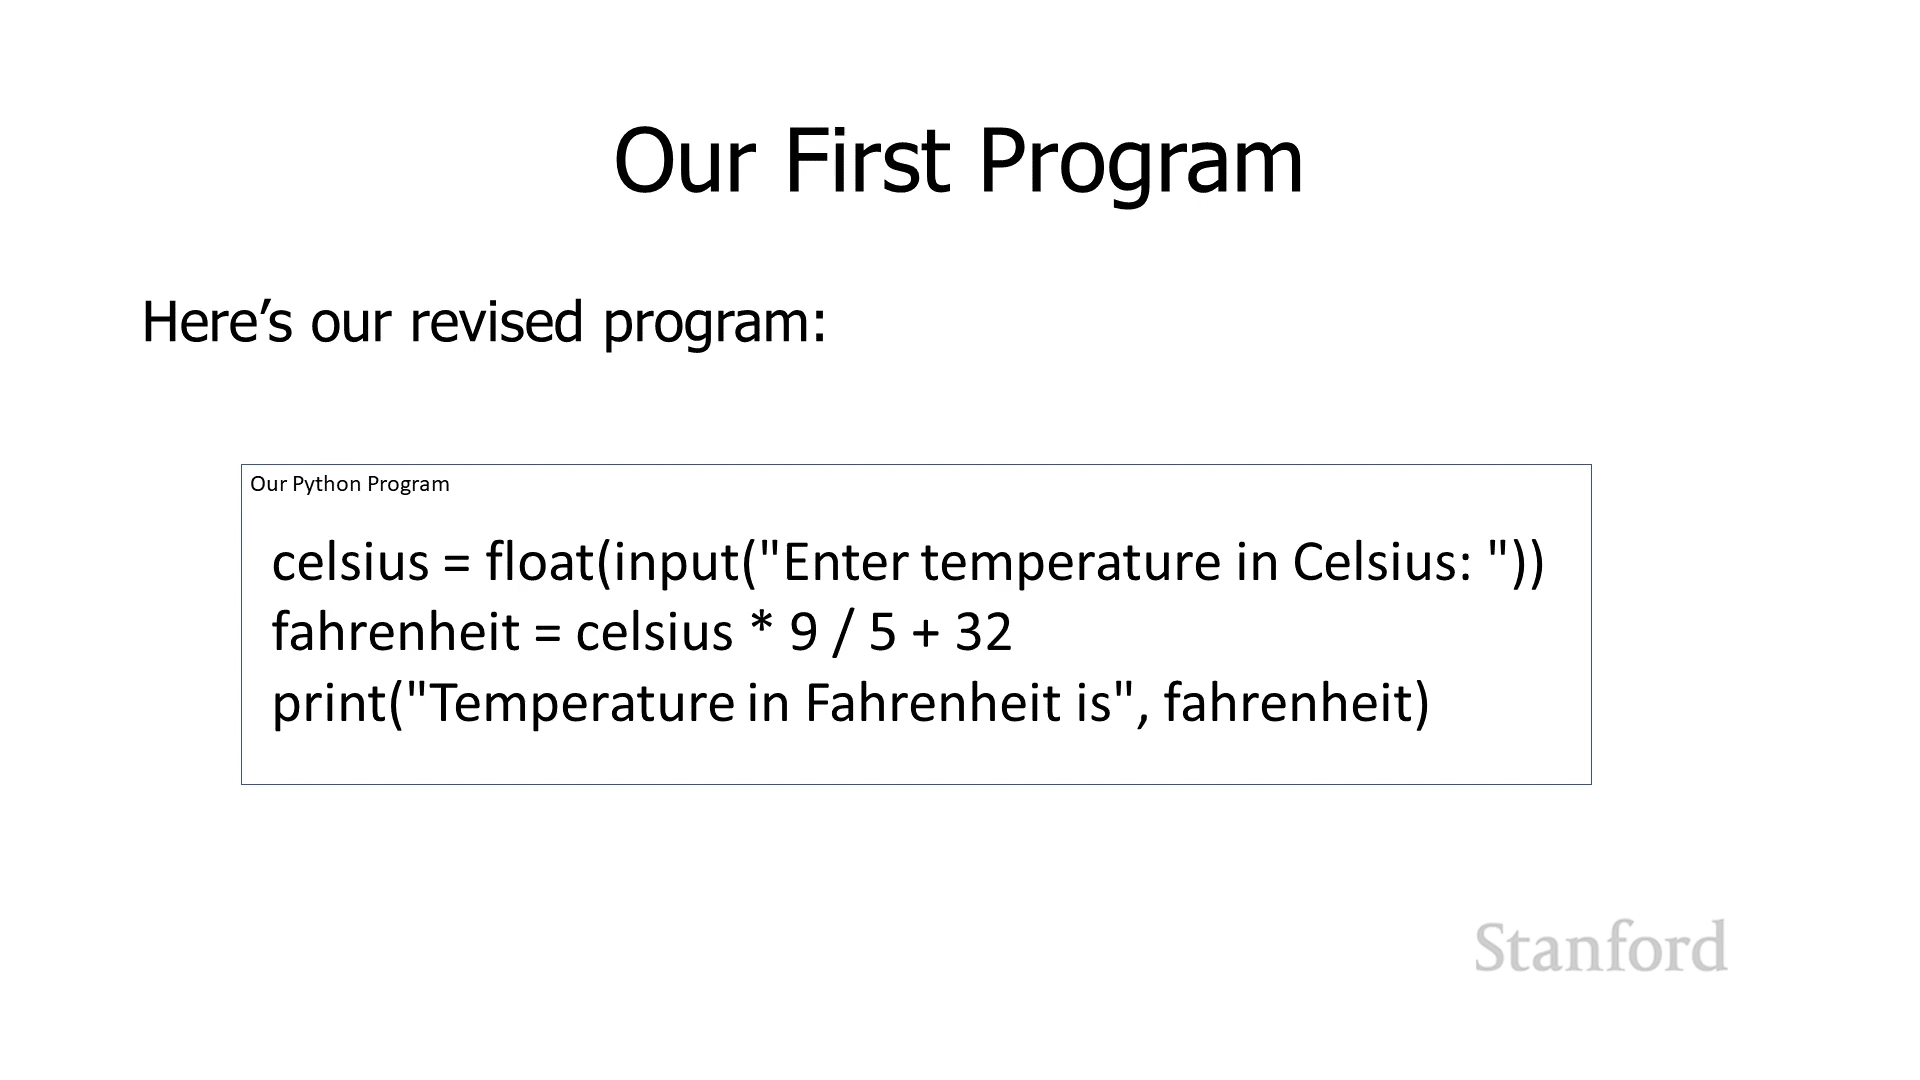 Our First Program
Here’s our revised program:
Our Python Program
celsius = float(input("Enter temperature in Celsius: "))
fahrenheit = celsius * 9 / 5 + 32
print("Temperature in Fahrenheit is", fahrenheit)
Stanford